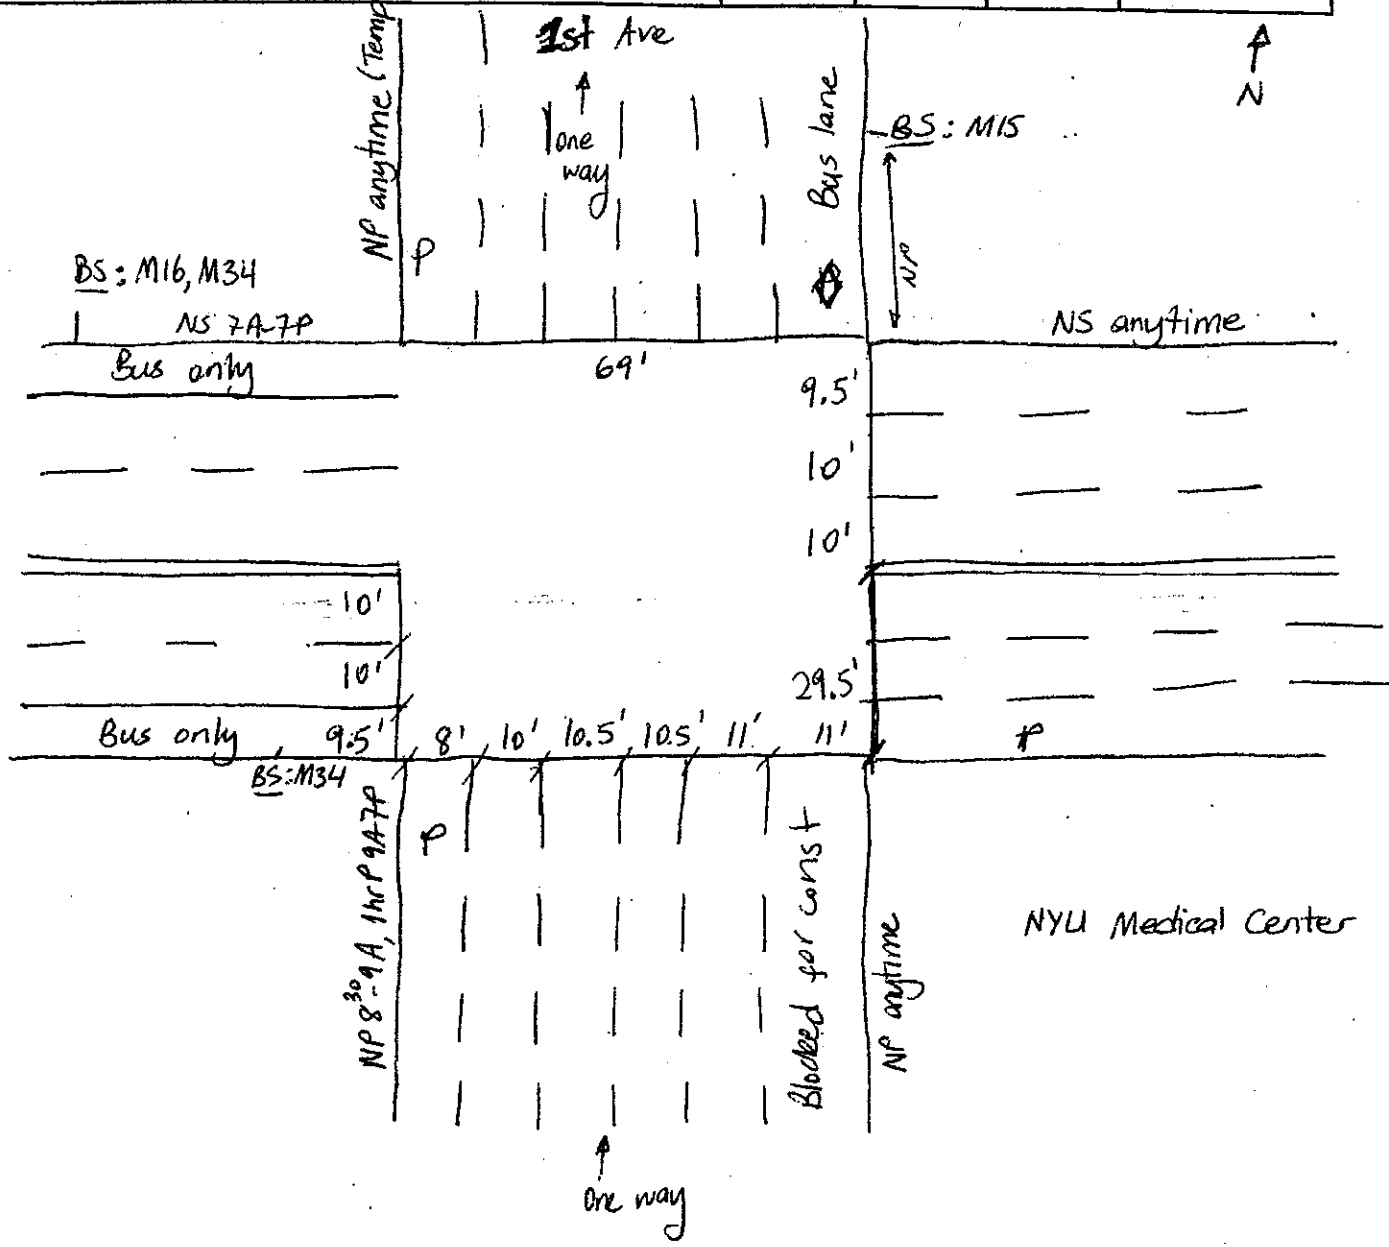 1st Ave
NP anytime (Temp
N
one
way
Bus lane
BS: M15
NP
P
BS: M16, M34
NS 7A-7P
NS anytime
Bus only
69'
9.5'
10'
10'
10'
10'
29.5'
Bus only
9.5'
8'
10'
10.5'
10.5'
11'
11'
P
BS: M34
NP 8³⁰-9A, 1hr P 9A-7P
P
Blocked for const
NP anytime
NYU Medical Center
One way